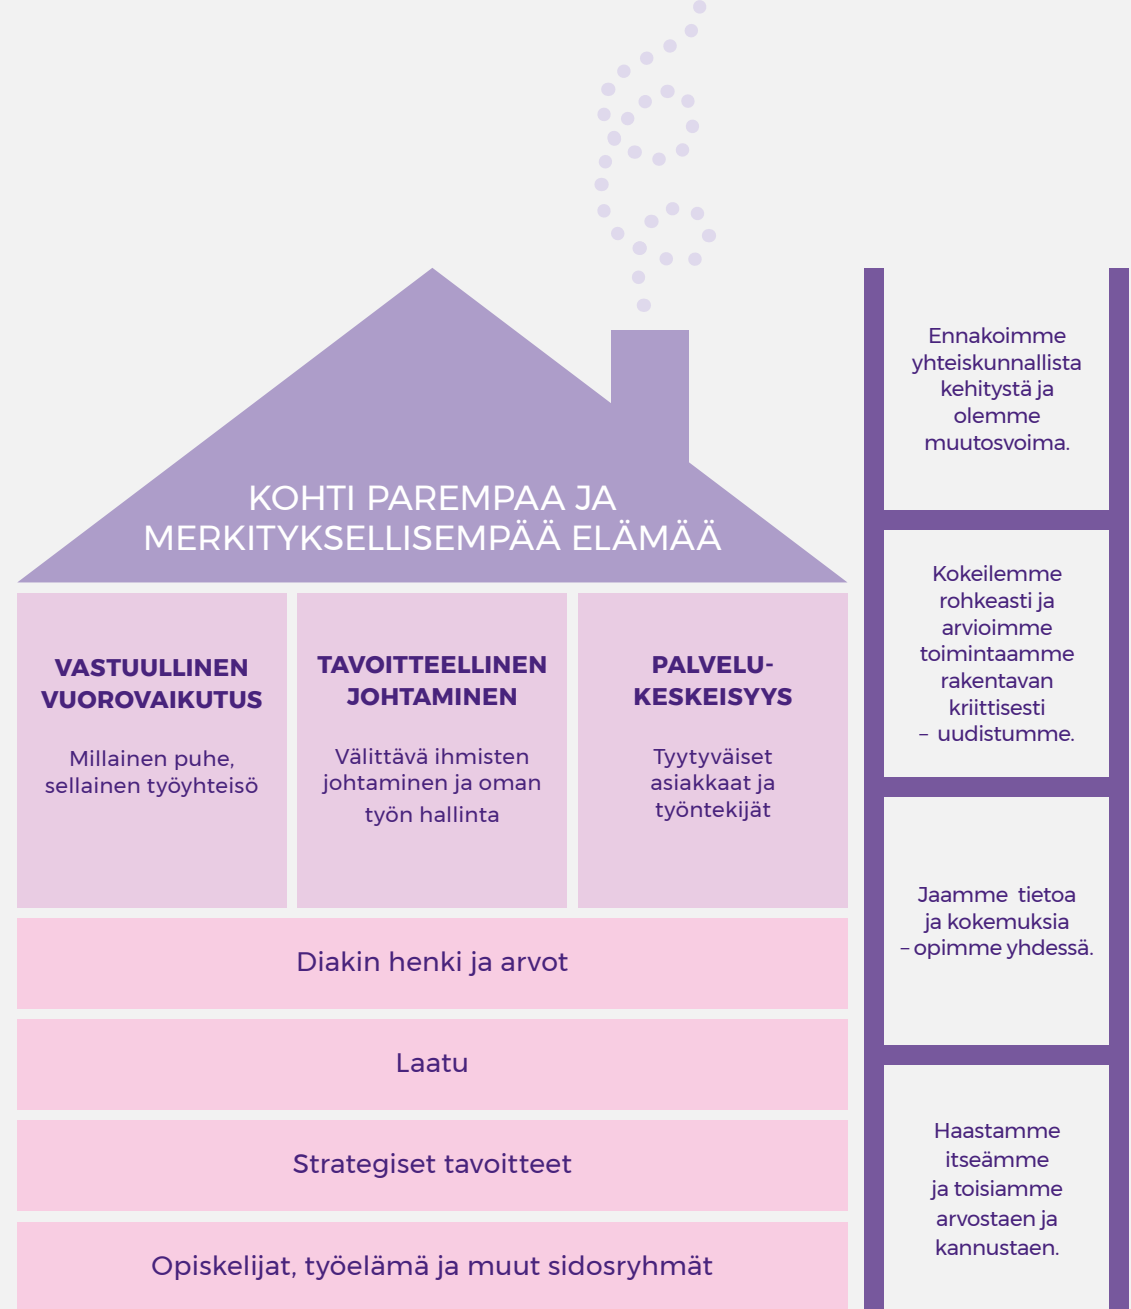 KOHTI PAREMPAA JA
MERKITYKSELLISEMPÄÄ ELÄMÄÄ
VASTUULLINEN
VUOROVAIKUTUS
Millainen puhe,
sellainen työyhteisö
TAVOITTEELLINEN
JOHTAMINEN
Välittävä ihmisten
johtaminen ja oman
työn hallinta
PALVELU-
KESKEISYYS
Tyytyväiset
asiakkaat ja
työntekijät
Diakin henki ja arvot
Laatu
Strategiset tavoitteet
Opiskelijat, työelämä ja muut sidosryhmät
Ennakoimme
yhteiskunnallista
kehitystä ja
olemme
muutosvoima.
Kokeilemme
rohkeasti ja
arvioimme
toimintaamme
rakentavan
kriittisesti
– uudistumme.
Jaamme tietoa
ja kokemuksia
– opimme yhdessä.
Haastamme
itseämme
ja toisiamme
arvostaen ja
kannustaen.